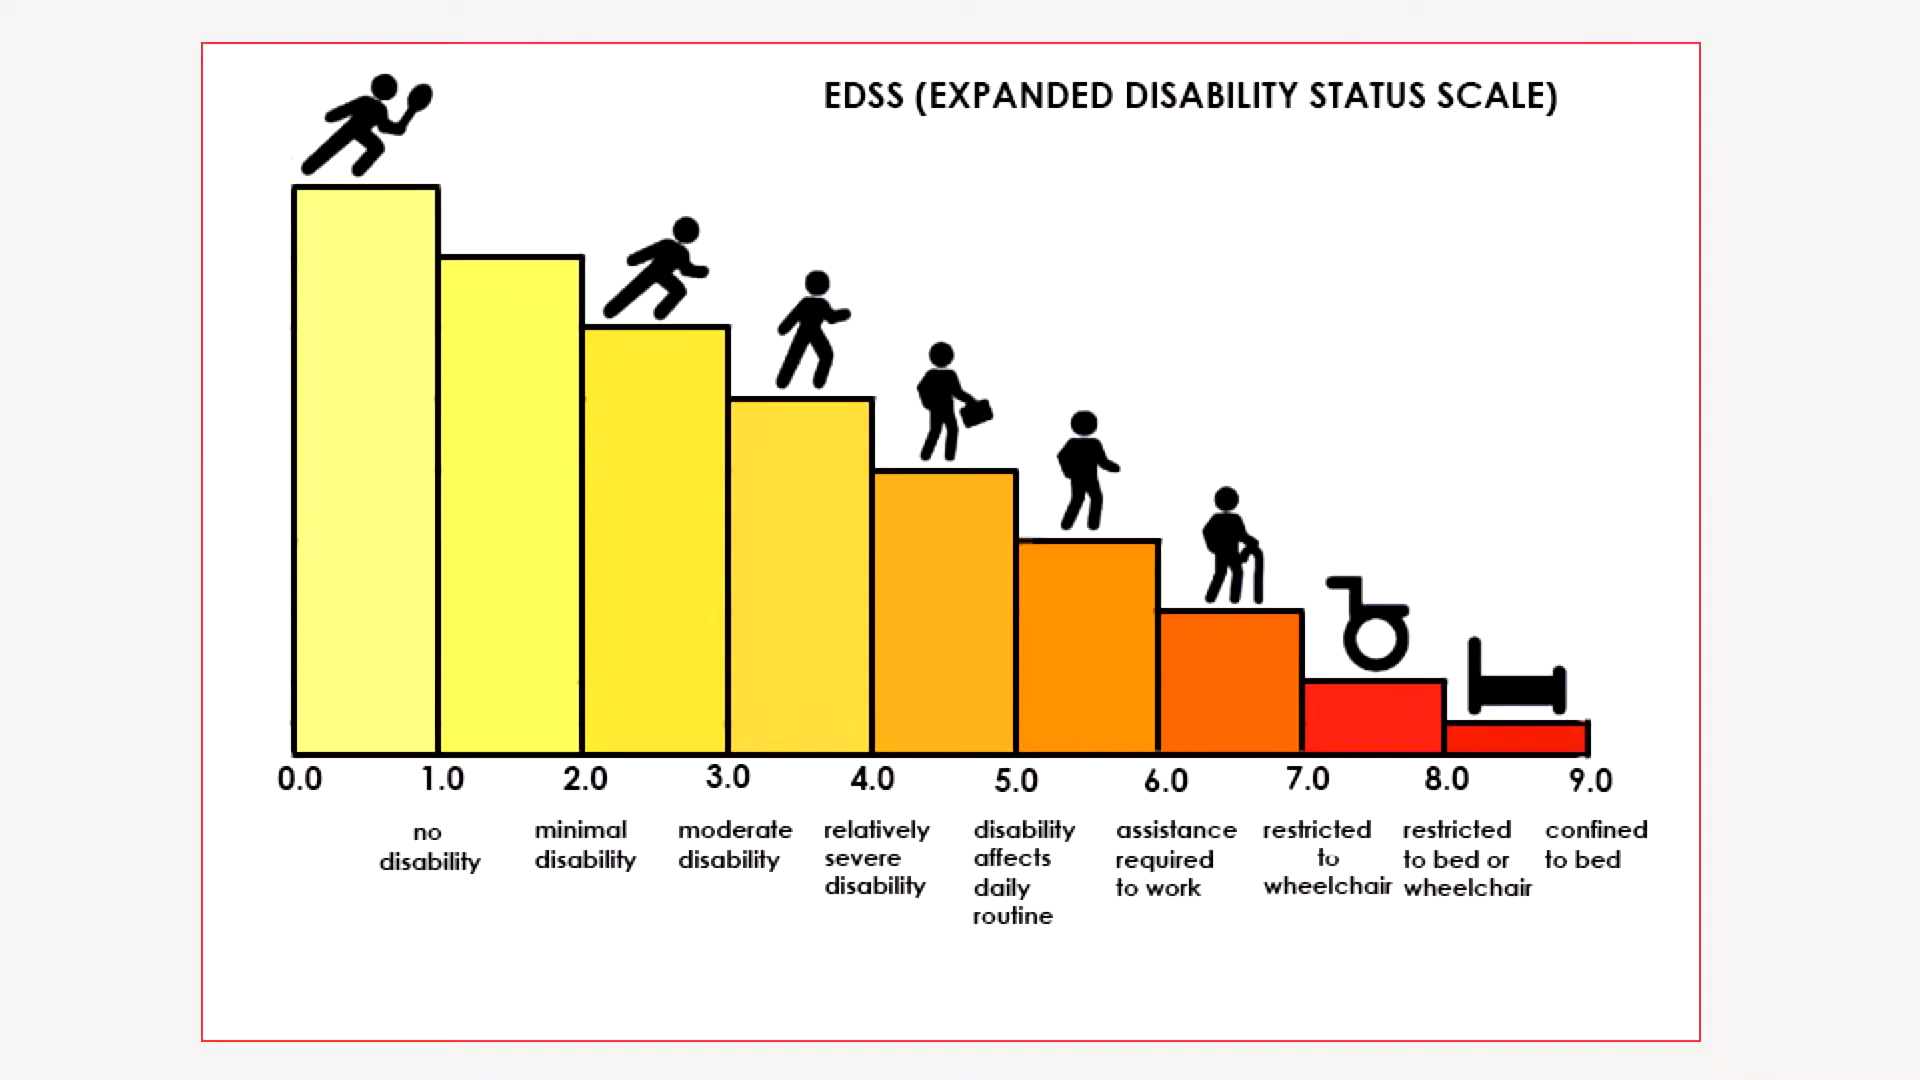 EDSS (EXPANDED DISABILITY STATUS SCALE)
0.0 1.0 2.0 3.0 4.0 5.0 6.0 7.0 8.0 9.0
no
disability
minimal
disability
moderate
disability
relatively
severe
disability
disability
affects
daily
routine
assistance
required
to work
restricted
to
wheelchair
restricted
to bed or
wheelchair
confined
to bed